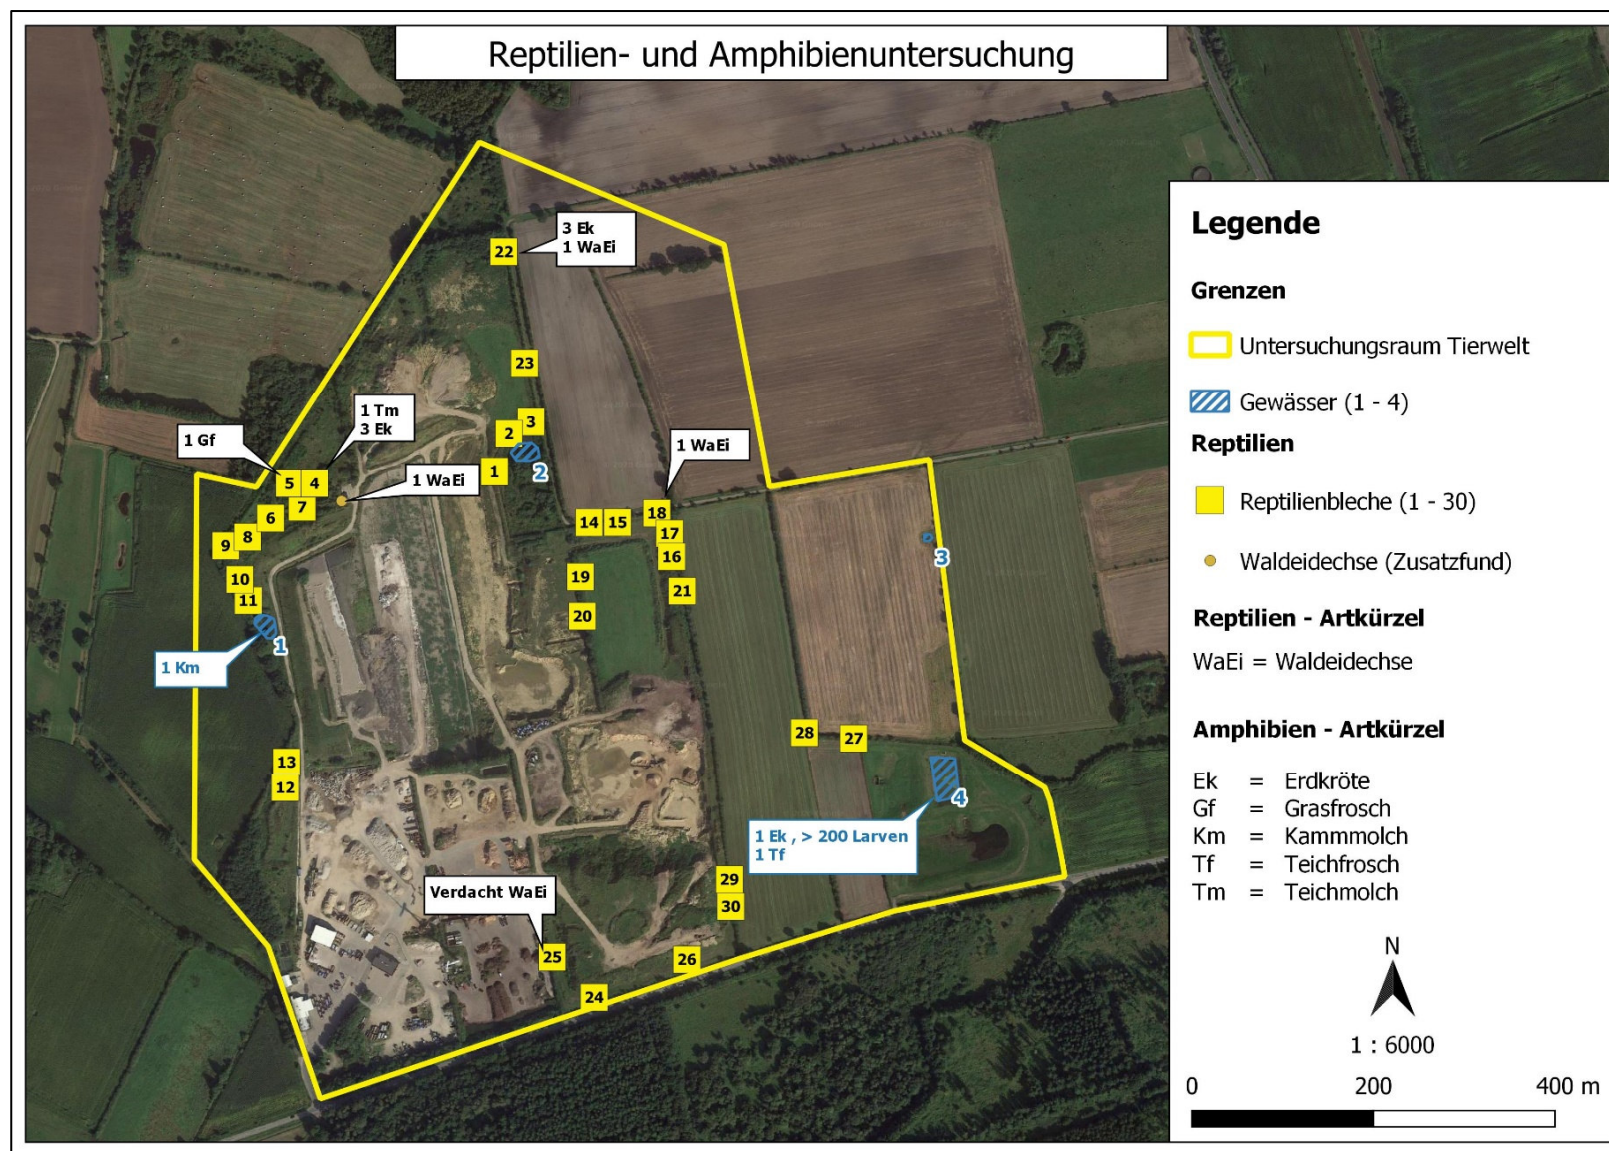 Reptilien- und Amphibienuntersuchung
3 Ek
1 WaEi
22
23
1 Tm
3 Ek
1 Gf
3
2
1 WaEi
1
2
5
4
1 WaEi
7
6
18
14
15
17
8
9
16
3
10
19
21
11
20
1
1 Km
28
27
13
12
4
1 Ek , > 200 Larven
1 Tf
29
Verdacht WaEi
30
25
26
24
Legende
Grenzen
Untersuchungsraum Tierwelt
Gewässer (1 - 4)
Reptilien
Reptilienbleche (1 - 30)
Waldeidechse (Zusatzfund)
Reptilien - Artkürzel
WaEi = Waldeidechse
Amphibien - Artkürzel
Ek = Erdkröte
Gf = Grasfrosch
Km = Kammmolch
Tf = Teichfrosch
Tm = Teichmolch
N
1 : 6000
0 200 400 m